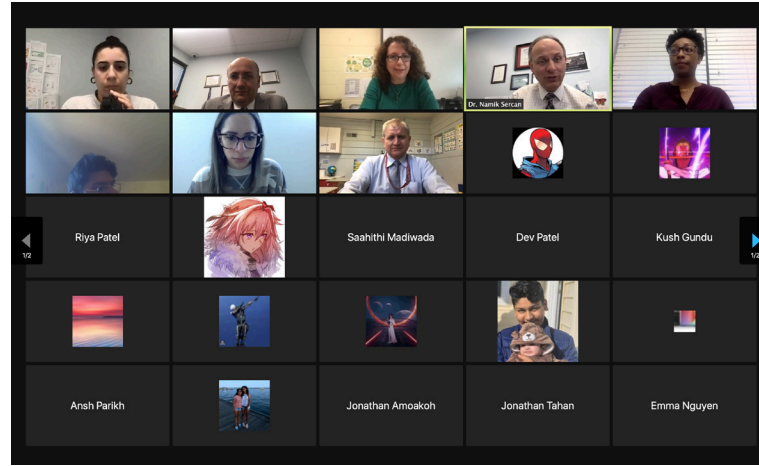 Dr. Namik Sercan
Riya Patel
Saahithi Madiwada
Dev Patel
Kush Gundu
1/2
1/2
Ansh Parikh
Jonathan Amoakoh
Jonathan Tahan
Emma Nguyen